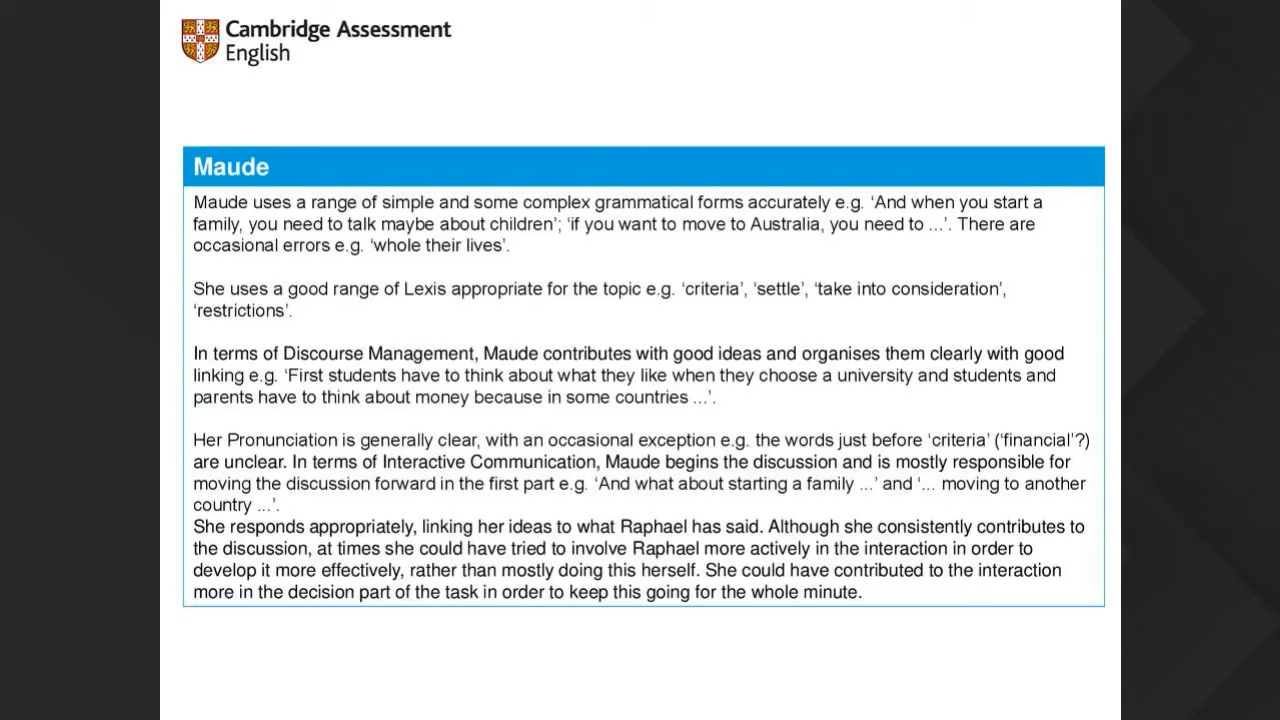 Cambridge Assessment
English
Maude
Maude uses a range of simple and some complex grammatical forms accurately e.g. ‘And when you start a
family, you need to talk maybe about children’; ‘if you want to move to Australia, you need to ...’. There are
occasional errors e.g. ‘whole their lives’.
She uses a good range of Lexis appropriate for the topic e.g. ‘criteria’, ‘settle’, ‘take into consideration’,
‘restrictions’.
In terms of Discourse Management, Maude contributes with good ideas and organises them clearly with good
linking e.g. ‘First students have to think about what they like when they choose a university and students and
parents have to think about money because in some countries ...’.
Her Pronunciation is generally clear, with an occasional exception e.g. the words just before ‘criteria’ (‘financial’?)
are unclear. In terms of Interactive Communication, Maude begins the discussion and is mostly responsible for
moving the discussion forward in the first part e.g. ‘And what about starting a family ...’ and ‘... moving to another
country ...’.
She responds appropriately, linking her ideas to what Raphael has said. Although she consistently contributes to
the discussion, at times she could have tried to involve Raphael more actively in the interaction in order to
develop it more effectively, rather than mostly doing this herself. She could have contributed to the interaction
more in the decision part of the task in order to keep this going for the whole minute.